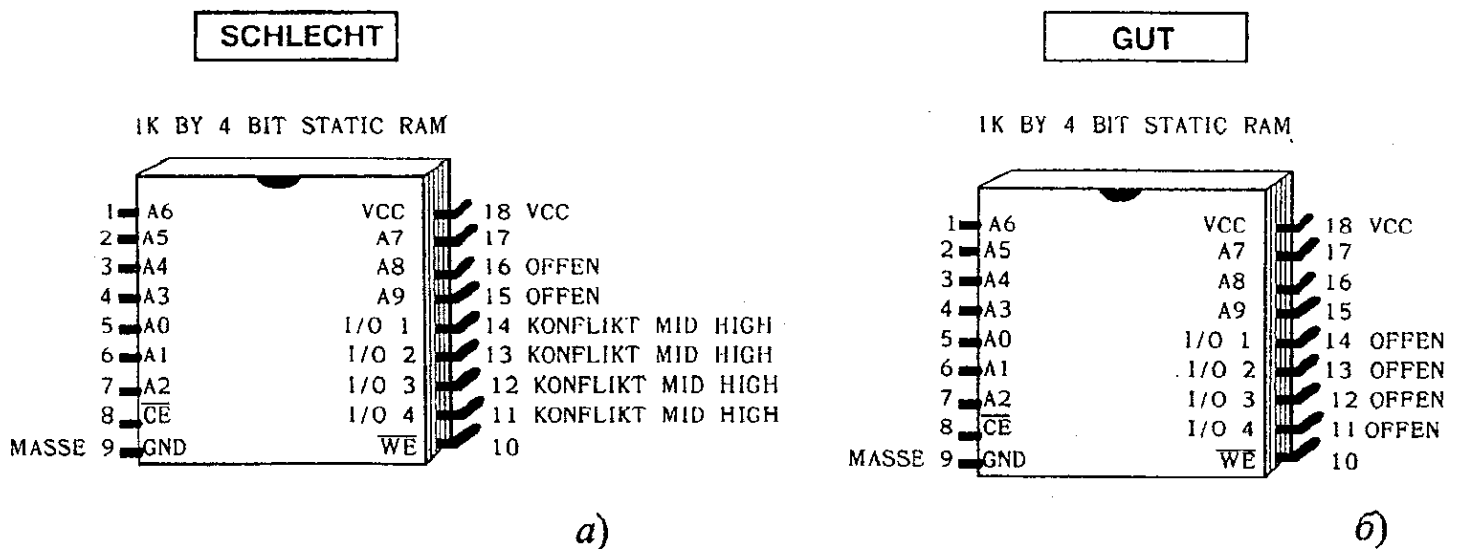 SCHLECHT
1K BY 4 BIT STATIC RAM
1 A6 VCC 18 VCC
2 A5 A7 17
3 A4 A8 16 OFFEN
4 A3 A9 15 OFFEN
5 A0 I/O 1 14 KONFLIKT MID HIGH
6 A1 I/O 2 13 KONFLIKT MID HIGH
7 A2 I/O 3 12 KONFLIKT MID HIGH
8 CE I/O 4 11 KONFLIKT MID HIGH
MASSE 9 GND WE 10
а)
GUT
1K BY 4 BIT STATIC RAM
1 A6 VCC 18 VCC
2 A5 A7 17
3 A4 A8 16
4 A3 A9 15
5 A0 I/O 1 14 OFFEN
6 A1 I/O 2 13 OFFEN
7 A2 I/O 3 12 OFFEN
8 CE I/O 4 11 OFFEN
MASSE 9 GND WE 10
б)